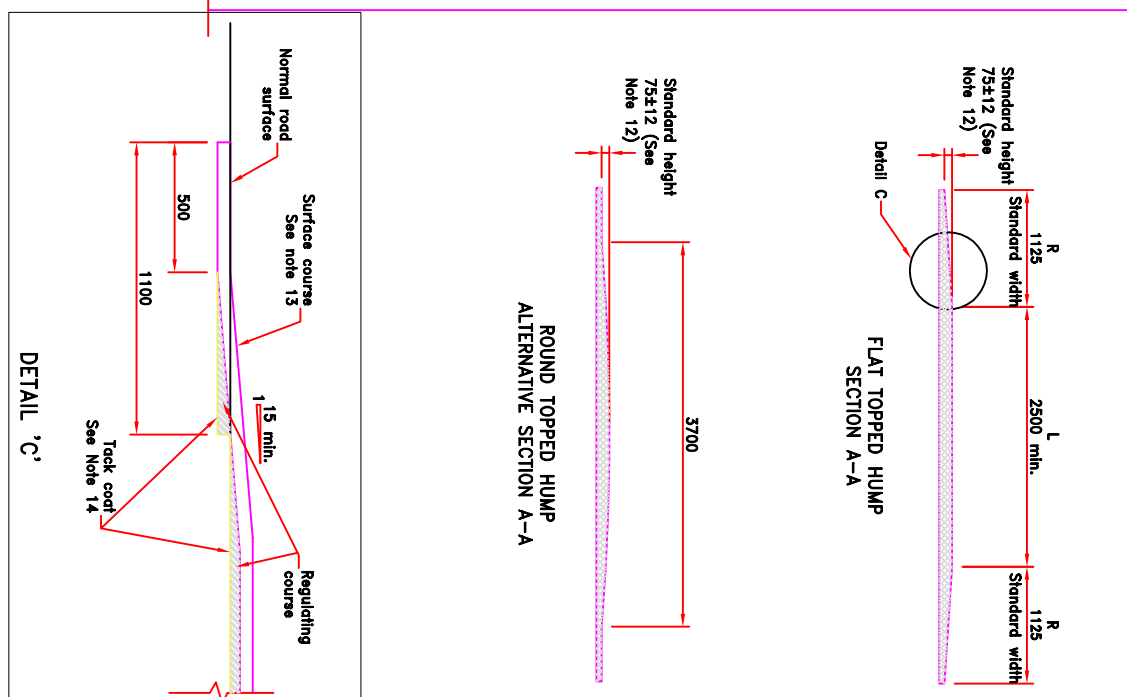 Standard height
75±12 (See
Note 12)
R
1125
Standard width
L
2500 min.
R
1125
Standard width
Detail C
FLAT TOPPED HUMP
SECTION A-A
Standard height
75±12 (See
Note 12)
3700
ROUND TOPPED HUMP
ALTERNATIVE SECTION A-A
Normal road
surface
Surface course
See note 13
15 min.
1
Regulating
course
500
1100
Tack coat
See Note 14
DETAIL 'C'